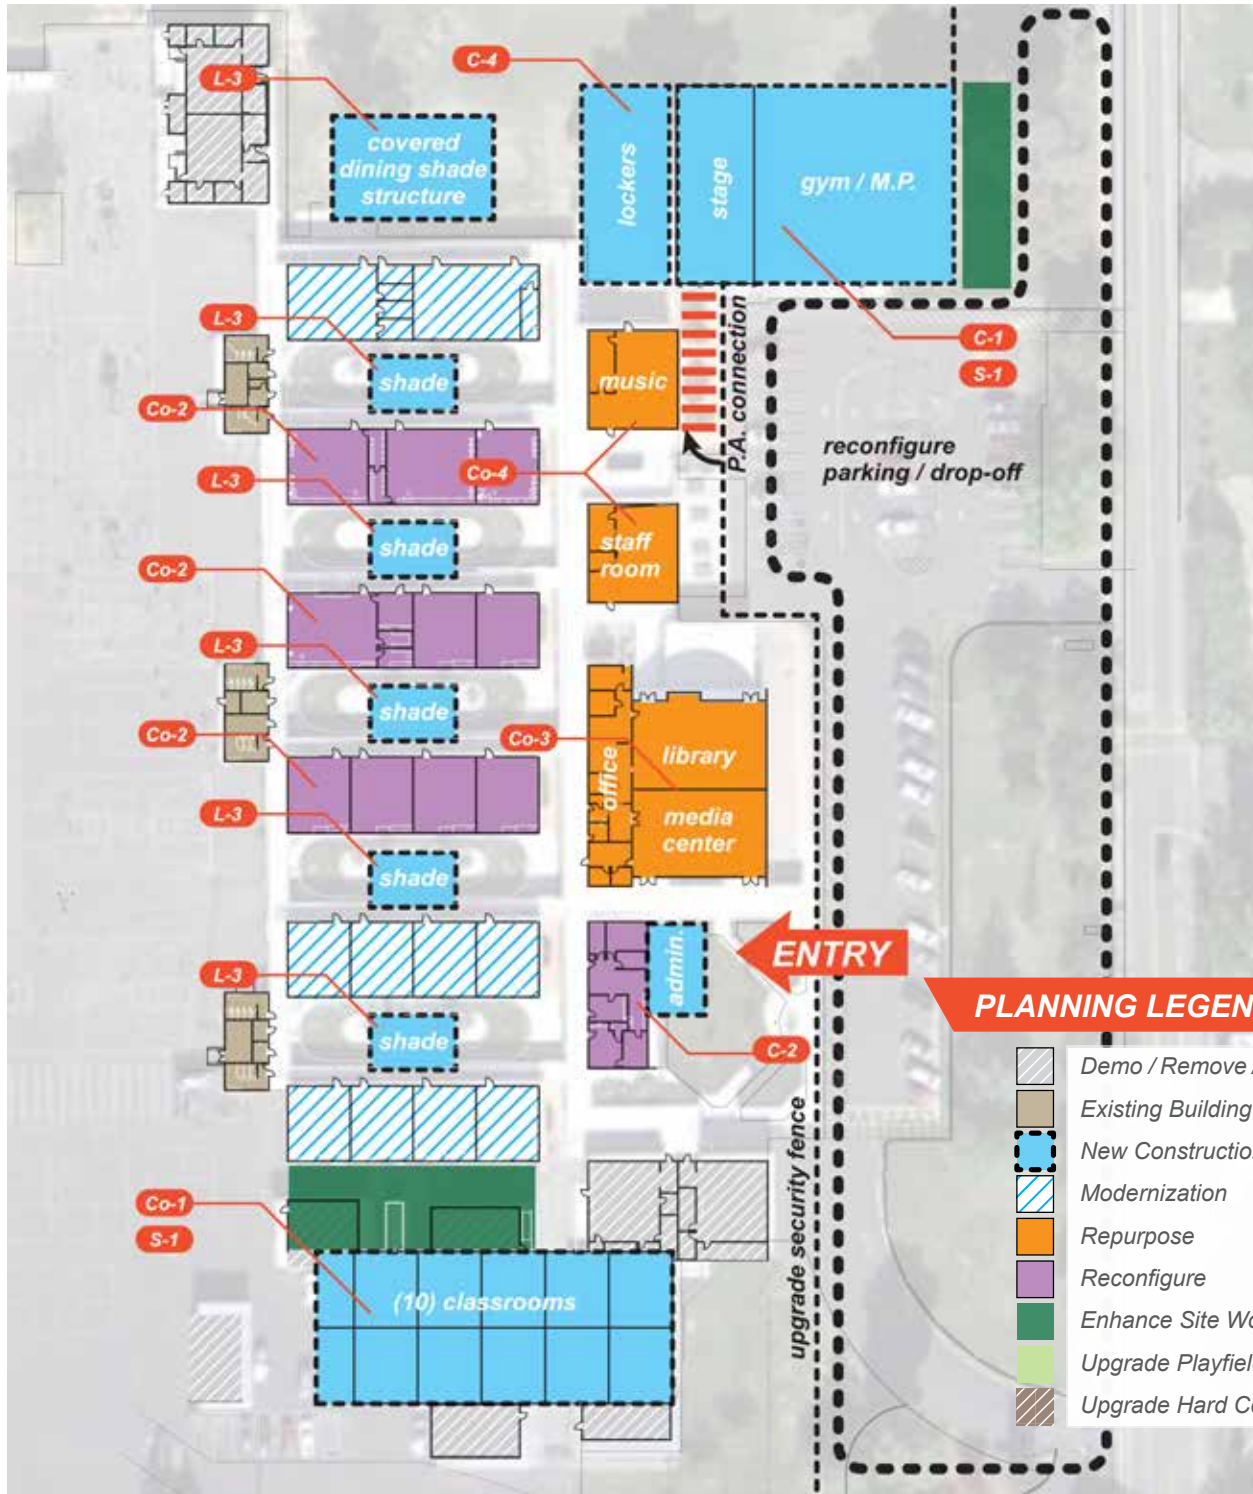 C-4
L-3
covered
dining shade
structure
lockers
stage
gym / M.P.
L-3
shade
C-1
S-1
Co-2
music
P.A. connection
reconfigure
parking / drop-off
Co-4
L-3
shade
staff
room
Co-2
L-3
shade
Co-2
Co-3
office
library
media
center
L-3
shade
admin.
ENTRY
L-3
shade
C-2
upgrade security fence
Co-1
S-1
(10) classrooms
PLANNING LEGEN
Demo / Remove
Existing Building
New Constructio
Modernization
Repurpose
Reconfigure
Enhance Site Wo
Upgrade Playfiel
Upgrade Hard Co